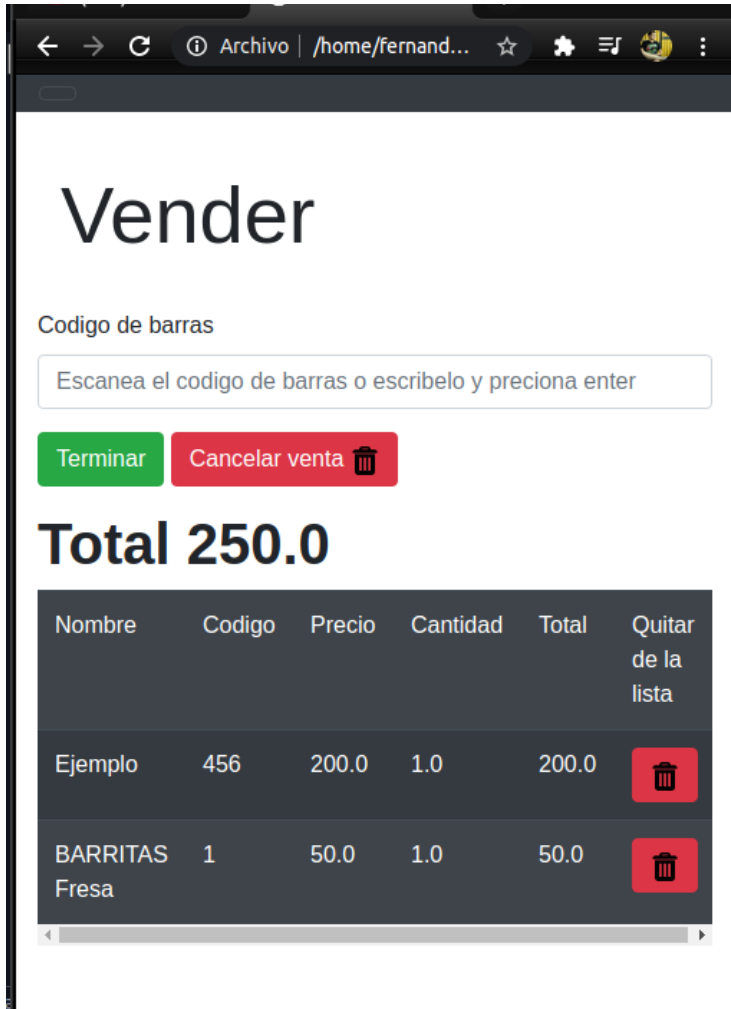 Archivo | /home/fernand...
Vender
Codigo de barras
Escanea el codigo de barras o escribelo y preciona enter
Terminar Cancelar venta
Total 250.0
Nombre Codigo Precio Cantidad Total Quitar
de la
lista
Ejemplo 456 200.0 1.0 200.0
BARRITAS 1 50.0 1.0 50.0
Fresa